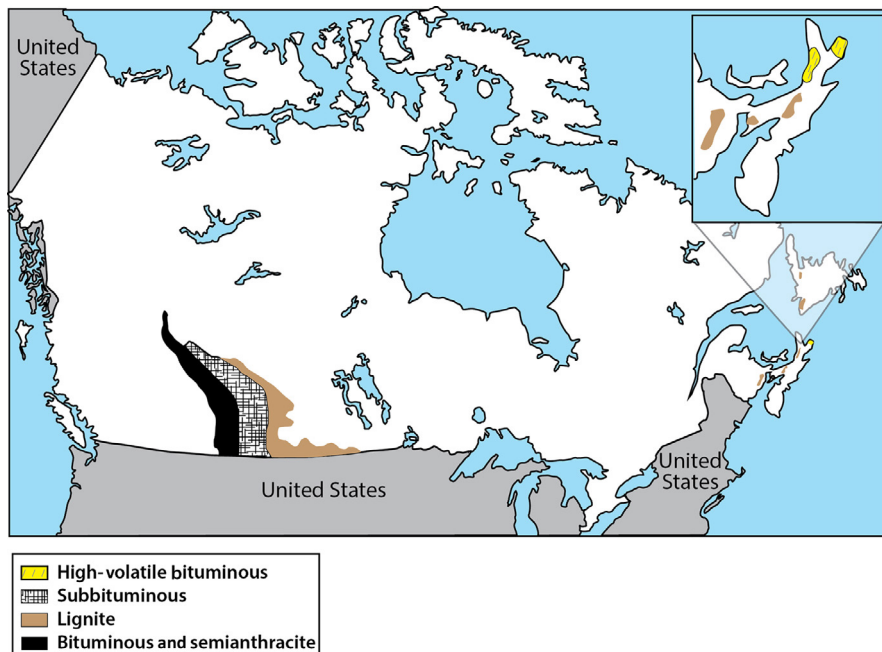 United
States
United States
United
States
High-volatile bituminous
Subbituminous
Lignite
Bituminous and semianthracite